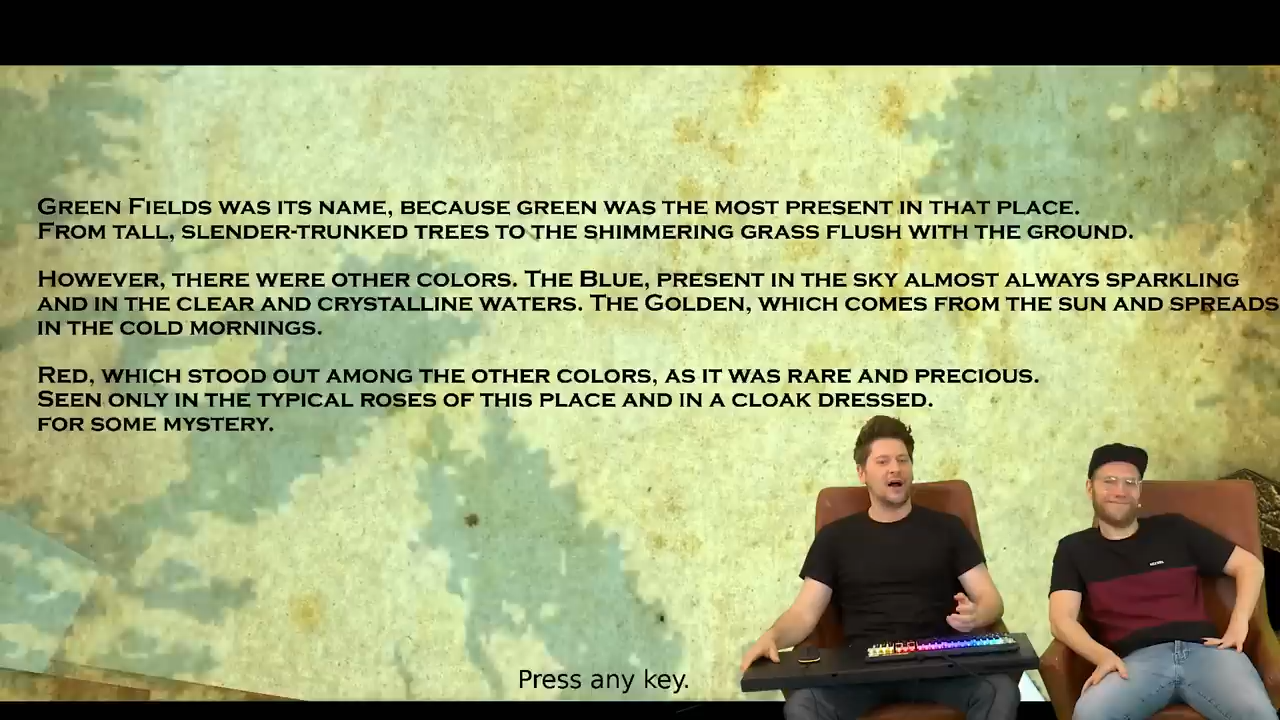 Green Fields was its name, because green was the most present in that place.
From tall, slender-trunked trees to the shimmering grass flush with the ground.
However, there were other colors. The Blue, present in the sky almost always sparkling
and in the clear and crystalline waters. The Golden, which comes from the sun and spreads
in the cold mornings.
Red, which stood out among the other colors, as it was rare and precious.
Seen only in the typical roses of this place and in a cloak dressed.
for some mystery.
Press any key.